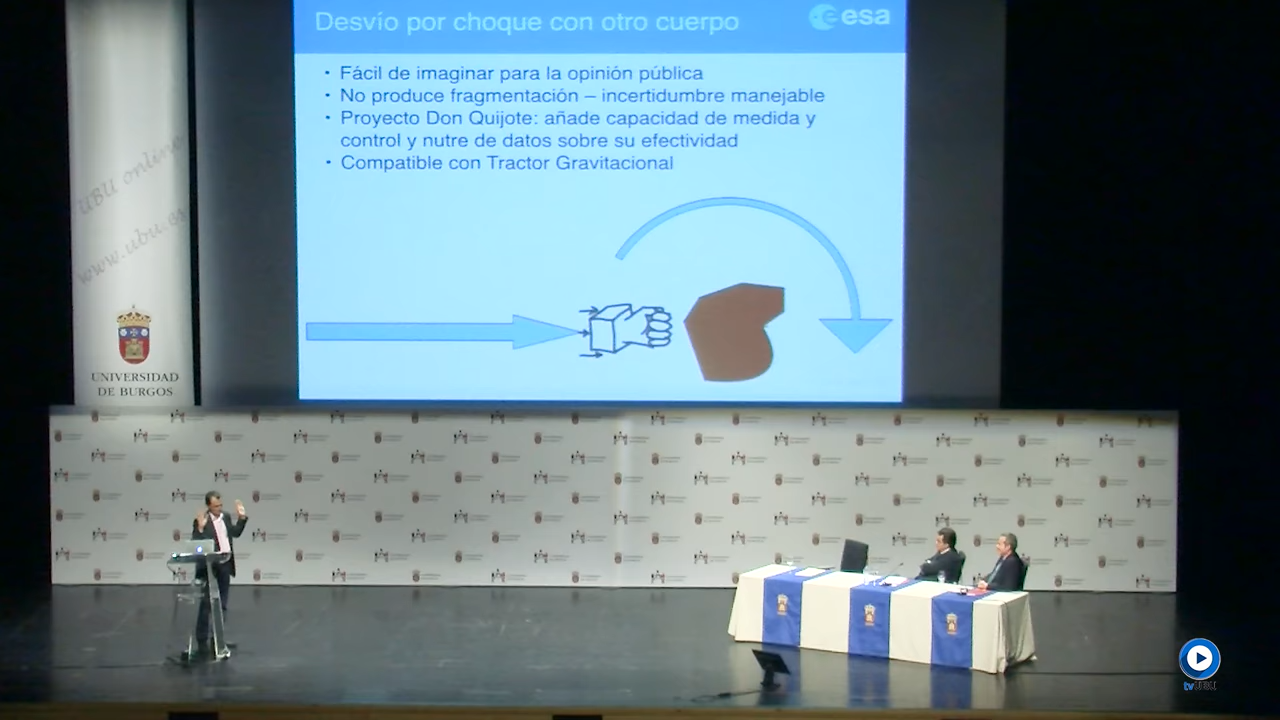 Desvío por choque con otro cuerpo
esa
• Fácil de imaginar para la opinión pública
• No produce fragmentación – incertidumbre manejable
• Proyecto Don Quijote: añade capacidad de medida y
control y nutre de datos sobre su efectividad
• Compatible con Tractor Gravitacional
UBU online
www.ubu.es
UNIVERSIDAD
DE BURGOS